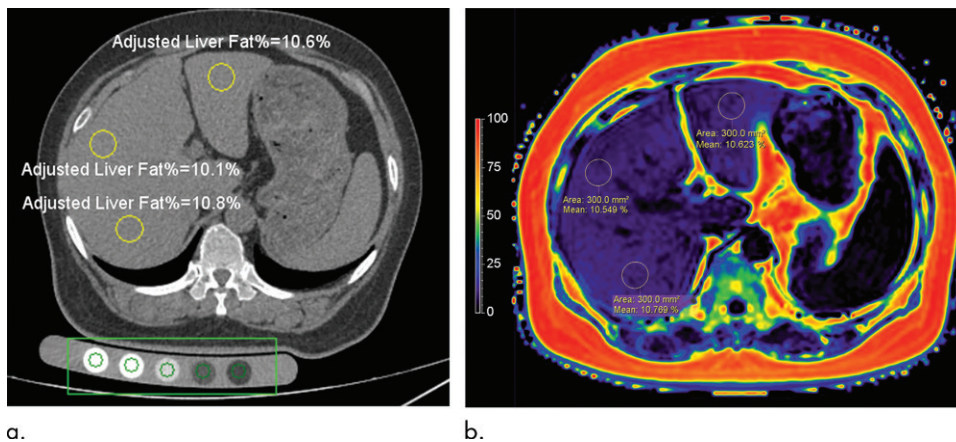 Adjusted Liver Fat%=10.6%
Adjusted Liver Fat%=10.1%
Adjusted Liver Fat%=10.8%
a.
100
75
50
25
0
Area: 300.0 mm²
Mean: 10.623 %
Area: 300.0 mm²
Mean: 10.549 %
Area: 300.0 mm²
Mean: 10.769 %
b.